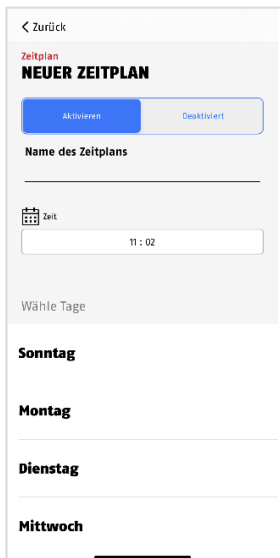 Zurück
Zeitplan
NEUER ZEITPLAN
Aktivieren Deaktiviert
Name des Zeitplans
Zeit
11 : 02
Wähle Tage
Sonntag
Montag
Dienstag
Mittwoch